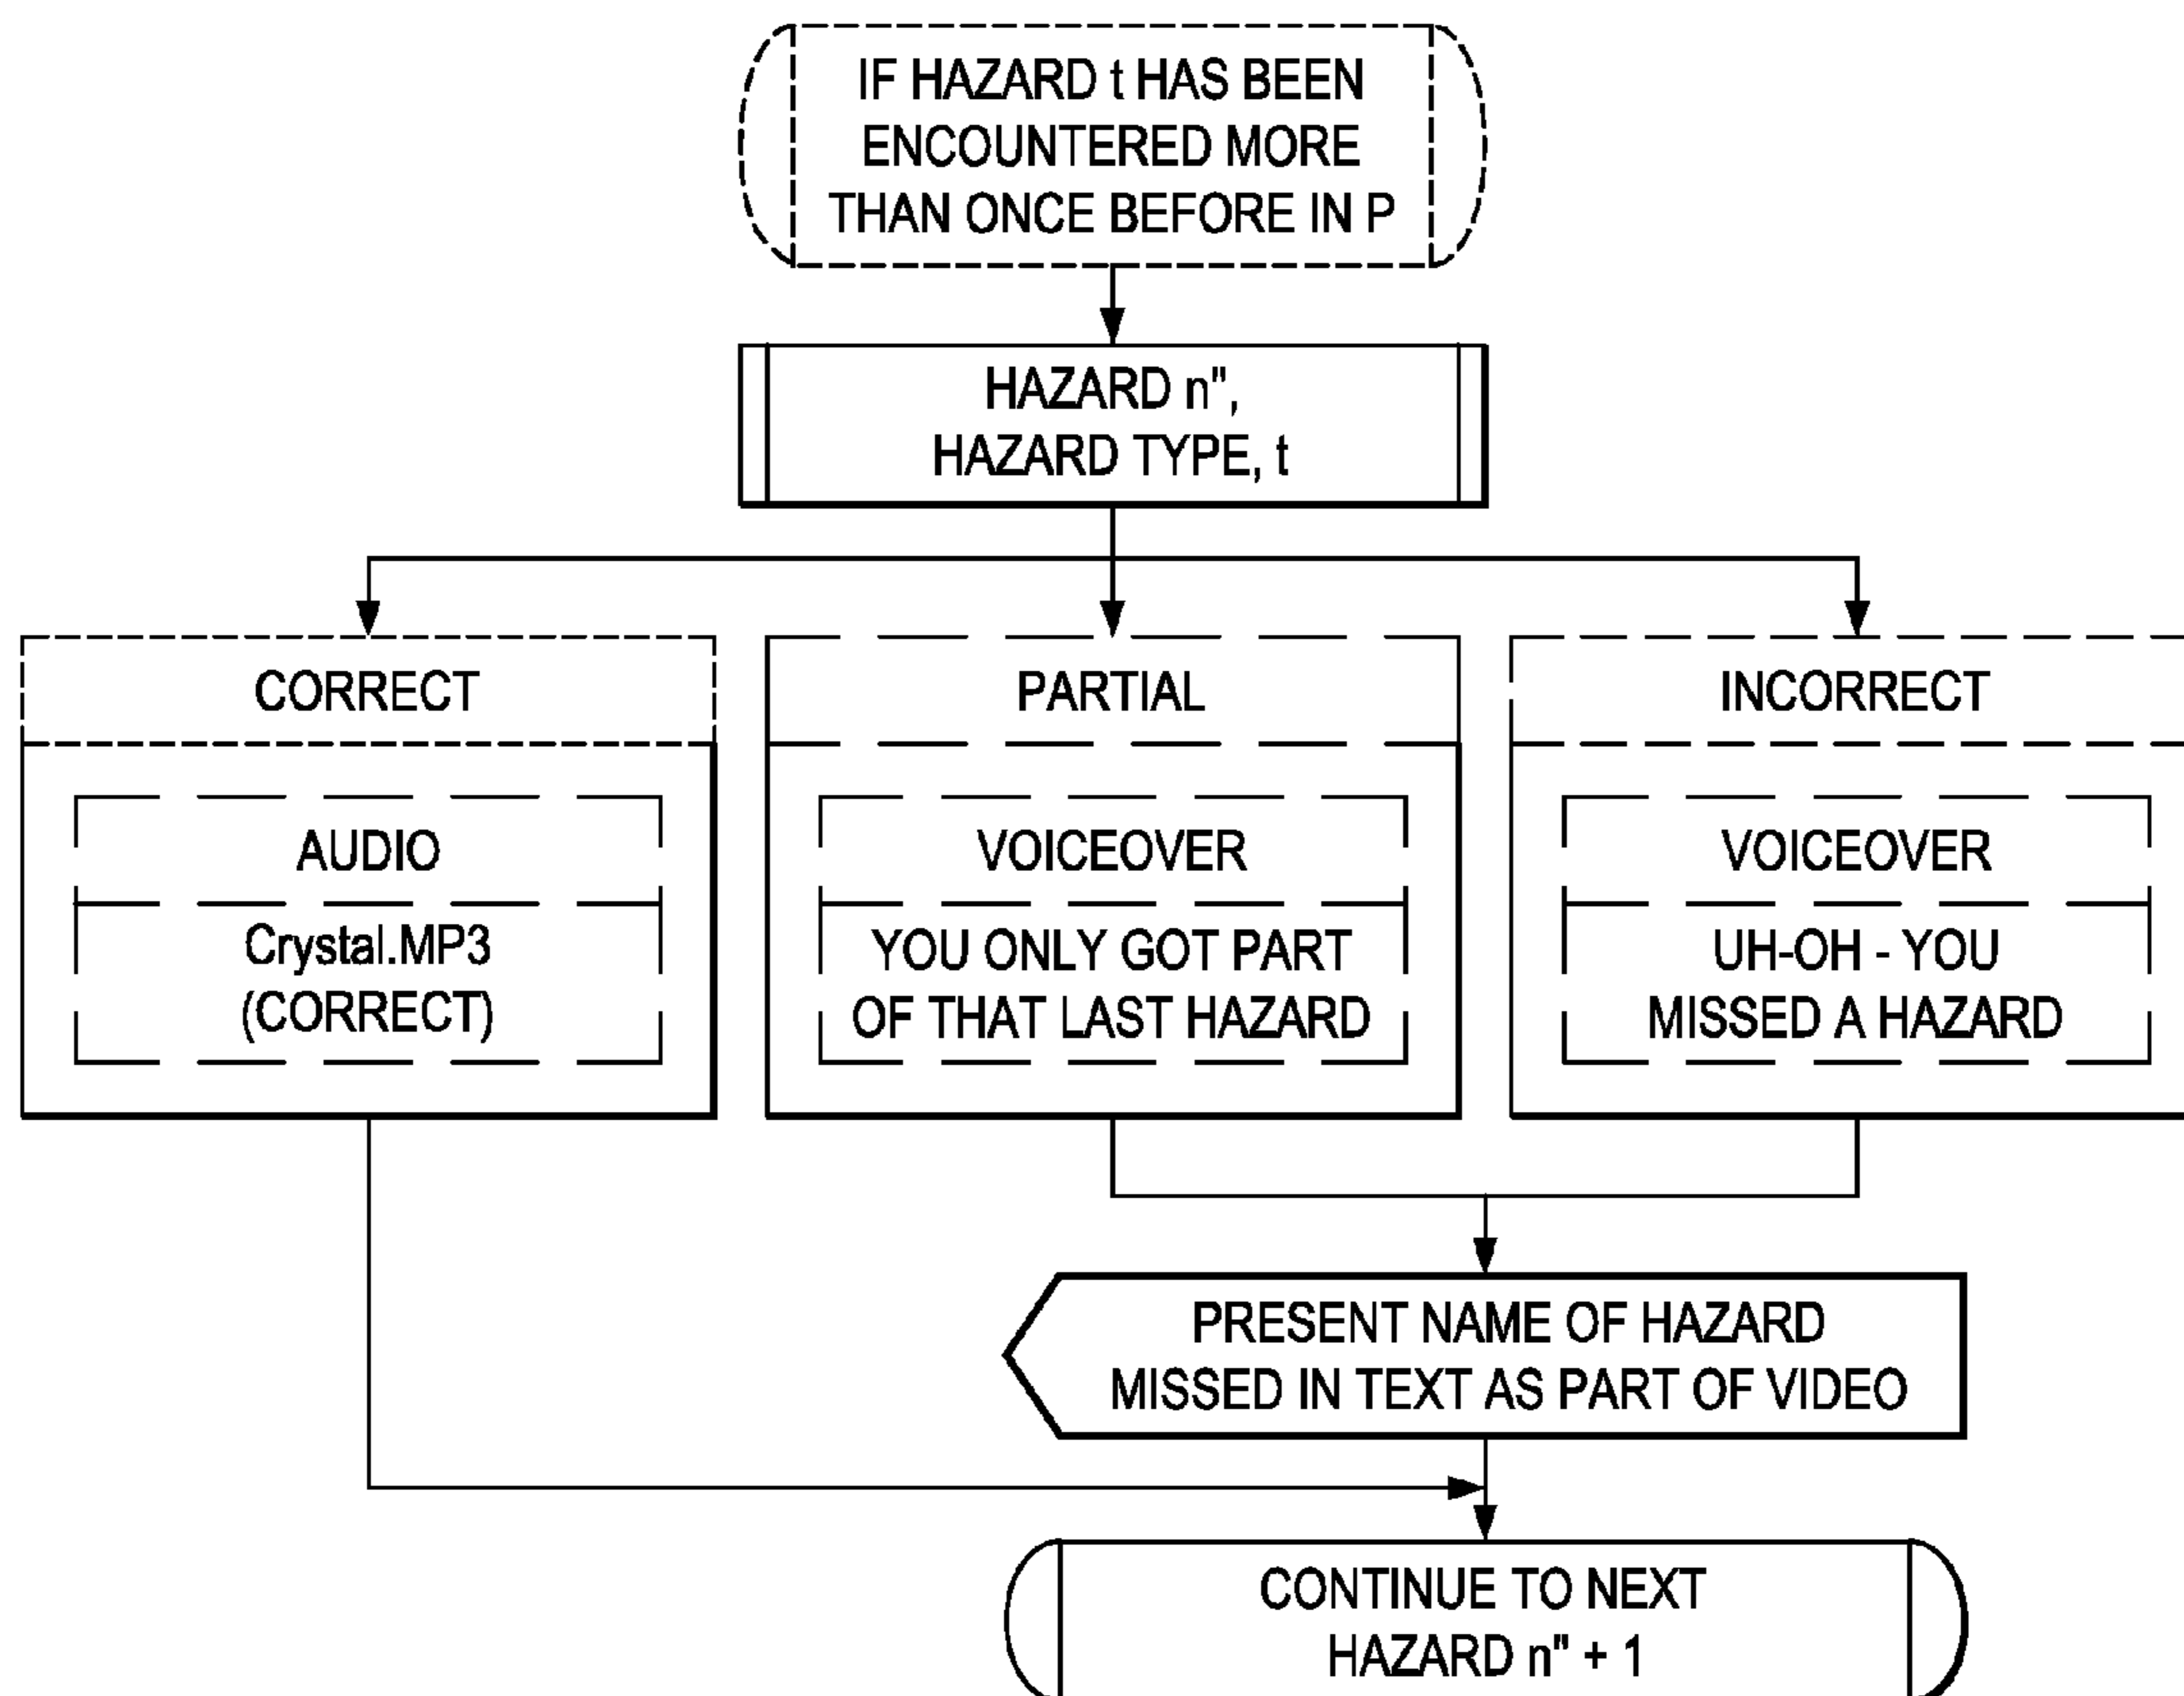 IF HAZARD t HAS BEEN
ENCOUNTERED MORE
THAN ONCE BEFORE IN P
HAZARD n",
HAZARD TYPE, t
CORRECT
AUDIO
Crystal.MP3
(CORRECT)
PARTIAL
VOICEOVER
YOU ONLY GOT PART
OF THAT LAST HAZARD
INCORRECT
VOICEOVER
UH-OH - YOU
MISSED A HAZARD
PRESENT NAME OF HAZARD
MISSED IN TEXT AS PART OF VIDEO
CONTINUE TO NEXT
HAZARD n" + 1